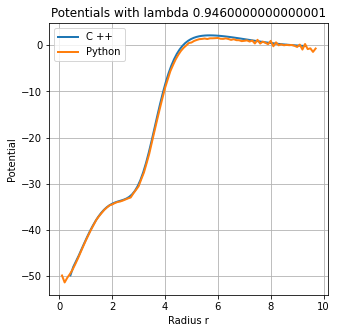 Potentials with lambda 0.9460000000000001
C ++
Python
0
−10
−20
−30
−40
−50
Potential
0 2 4 6 8 10
Radius r